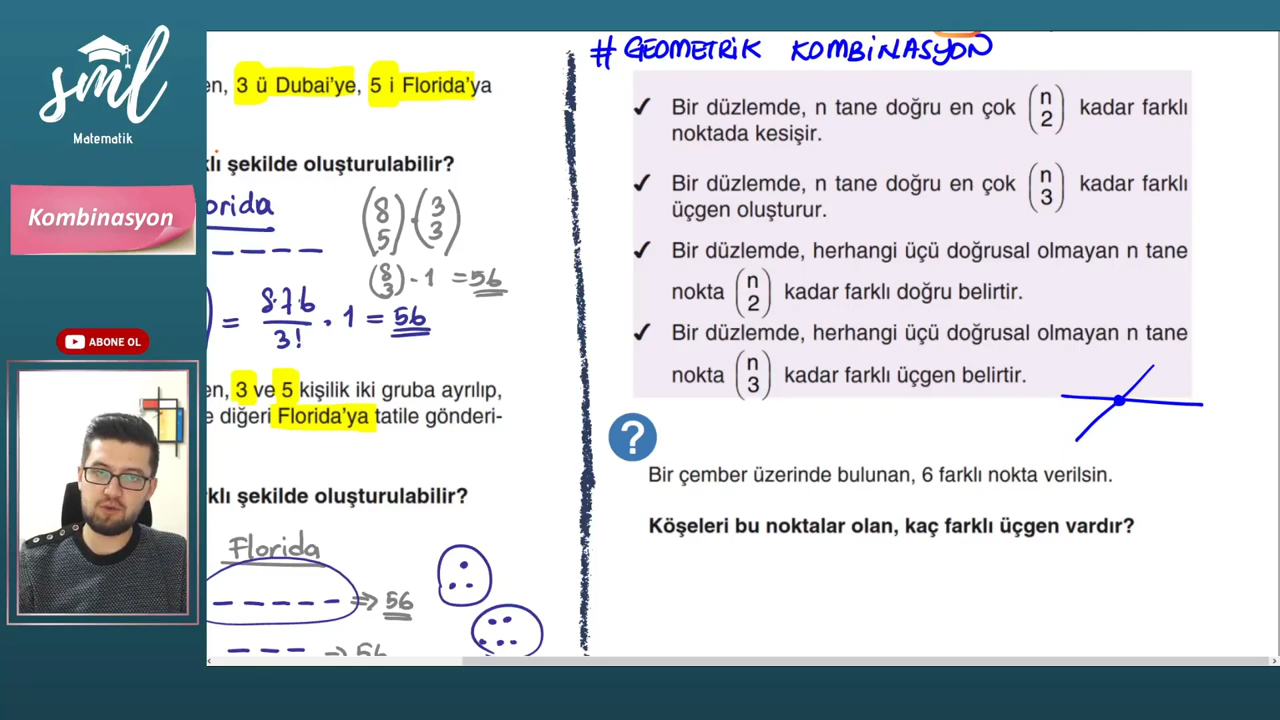 sml
Matematik
Kombinasyon
ABONE OL
en, 3 ü Dubai'ye, 5 i Florida'ya
klı şekilde oluşturulabilir?
orida
(8 5) · (3 3)
(8 3) · 1 = 56
= 8·7·6 / 3! · 1 = 56
en, 3 ve 5 kişilik iki gruba ayrılıp,
e diğeri Florida'ya tatile gönderi-
rklı şekilde oluşturulabilir?
Florida
⇒ 56
⇒ 56
# GEOMETRİK KOMBİNASYON
✓ Bir düzlemde, n tane doğru en çok (n 2) kadar farklı
noktada kesişir.
✓ Bir düzlemde, n tane doğru en çok (n 3) kadar farklı
üçgen oluşturur.
✓ Bir düzlemde, herhangi üçü doğrusal olmayan n tane
nokta (n 2) kadar farklı doğru belirtir.
✓ Bir düzlemde, herhangi üçü doğrusal olmayan n tane
nokta (n 3) kadar farklı üçgen belirtir.
?
Bir çember üzerinde bulunan, 6 farklı nokta verilsin.
Köşeleri bu noktalar olan, kaç farklı üçgen vardır?